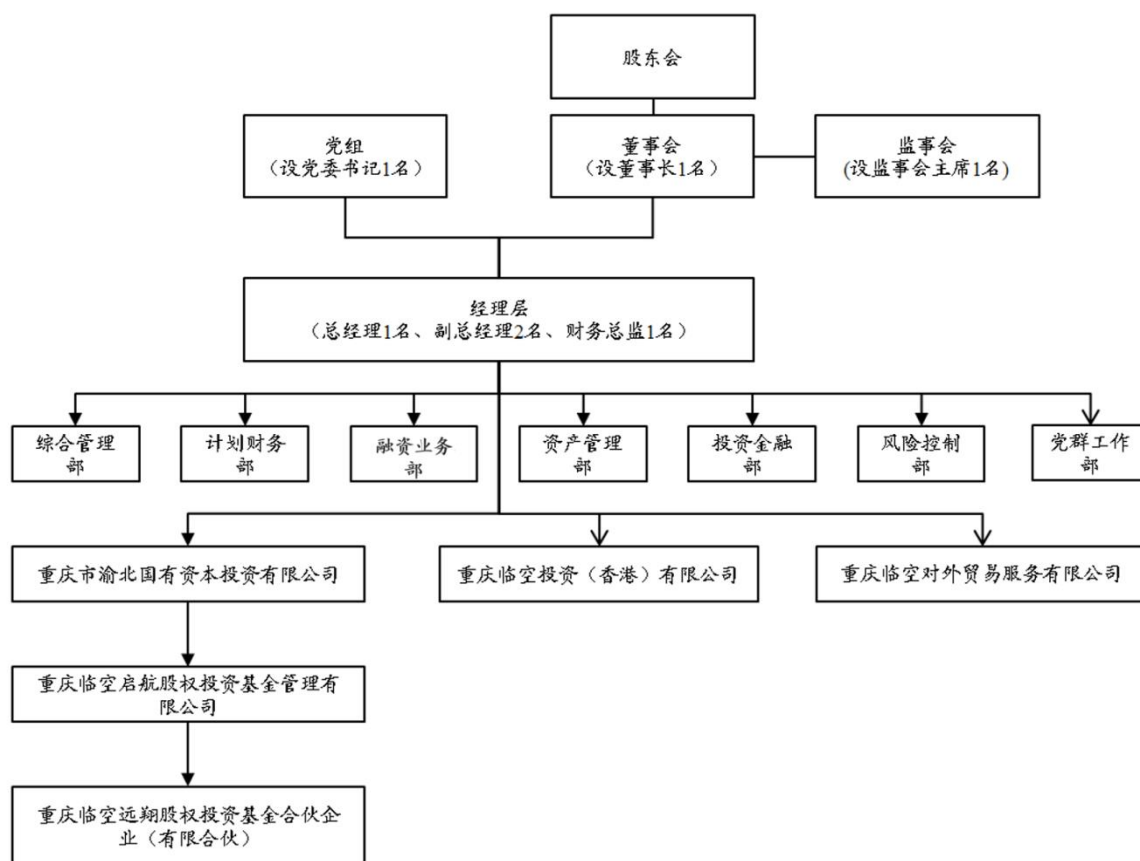 股东会
党组
（设党委书记1名）
董事会
（设董事长1名）
监事会
(设监事会主席1名)
经理层
（总经理1名、副总经理2名、财务总监1名）
综合管理
部
计划财务
部
融资业务
部
资产管理
部
投资金融
部
风险控制
部
党群工作
部
重庆市渝北国有资本投资有限公司
重庆临空投资（香港）有限公司
重庆临空对外贸易服务有限公司
重庆临空启航股权投资基金管理有
限公司
重庆临空远翔股权投资基金合伙企
业（有限合伙）